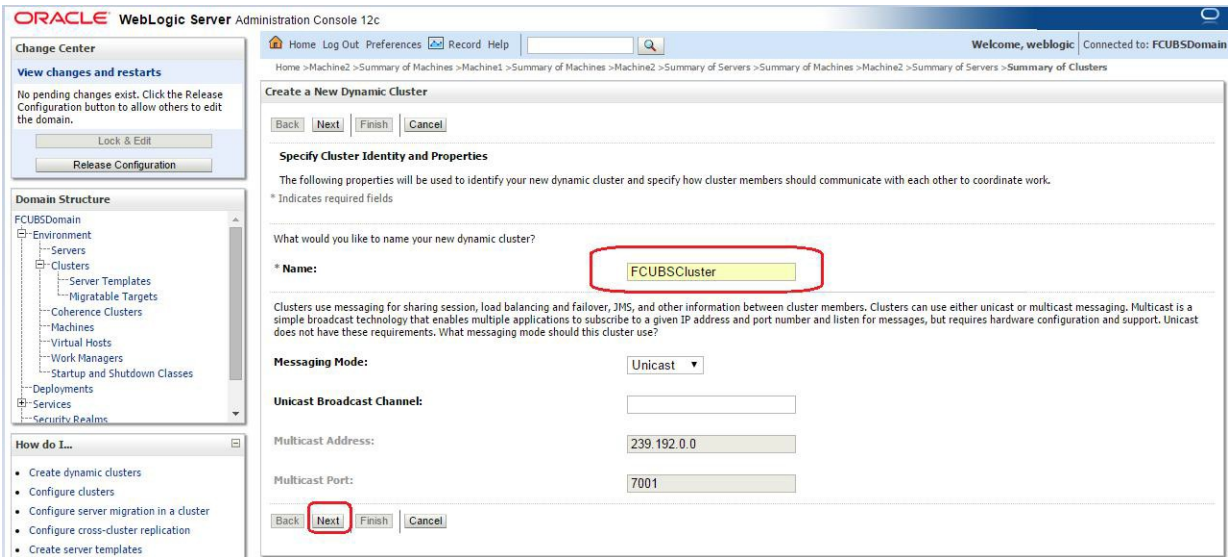 ORACLE WebLogic Server Administration Console 12c
Change Center
View changes and restarts
No pending changes exist. Click the Release
Configuration button to allow others to edit
the domain.
Lock & Edit
Release Configuration
Domain Structure
FCUBSDomain
Environment
Servers
Clusters
Server Templates
Migratable Targets
Coherence Clusters
Machines
Virtual Hosts
Work Managers
Startup and Shutdown Classes
Deployments
Services
Security Realms
How do I...
Create dynamic clusters
Configure clusters
Configure server migration in a cluster
Configure cross-cluster replication
Create server templates
Home Log Out Preferences Record Help
Welcome, weblogic Connected to: FCUBSDomain
Home >Machine2 >Summary of Machines >Machine1 >Summary of Machines >Machine2 >Summary of Servers >Summary of Machines >Machine2 >Summary of Servers >Summary of Clusters
Create a New Dynamic Cluster
Back Next Finish Cancel
Specify Cluster Identity and Properties
The following properties will be used to identify your new dynamic cluster and specify how cluster members should communicate with each other to coordinate work.
* Indicates required fields
What would you like to name your new dynamic cluster?
* Name: FCUBSCluster
Clusters use messaging for sharing session, load balancing and failover, JMS, and other information between cluster members. Clusters can use either unicast or multicast messaging. Multicast is a
simple broadcast technology that enables multiple applications to subscribe to a given IP address and port number and listen for messages, but requires hardware configuration and support. Unicast
does not have these requirements. What messaging mode should this cluster use?
Messaging Mode: Unicast
Unicast Broadcast Channel:
Multicast Address: 239.192.0.0
Multicast Port: 7001
Back Next Finish Cancel